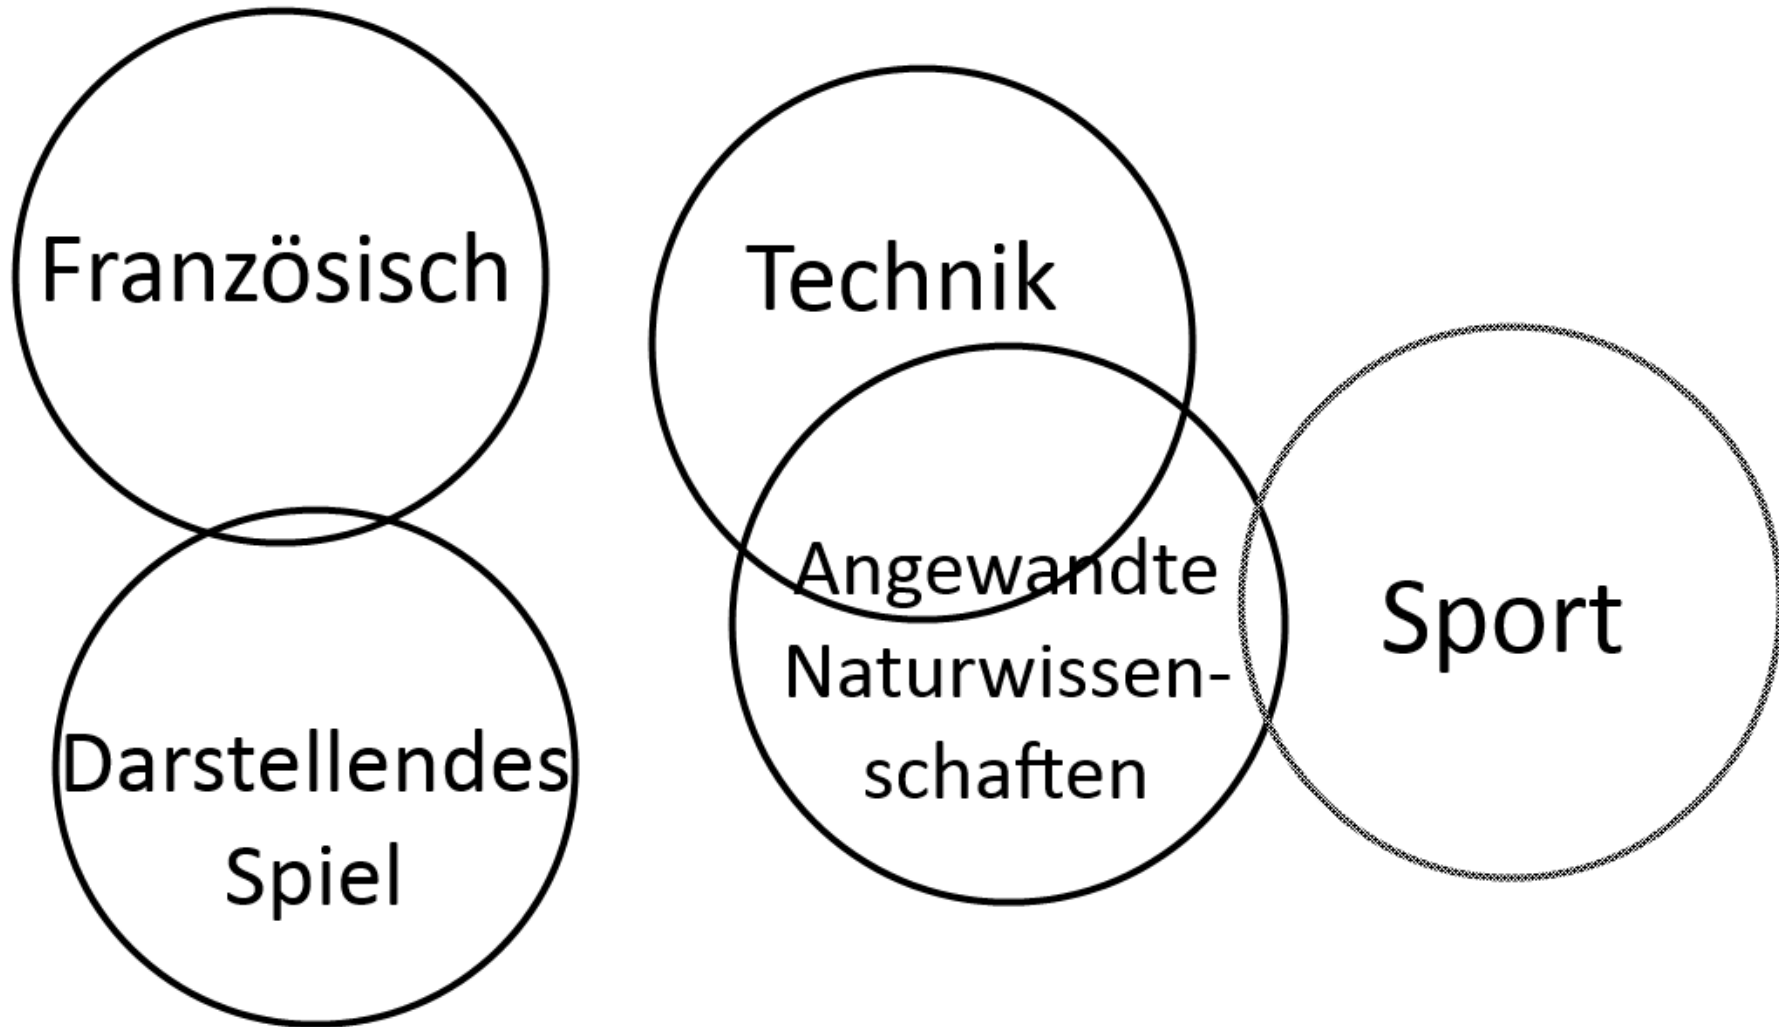 Französisch
Darstellendes
Spiel
Technik
Angewandte
Naturwissen-
schaften
Sport